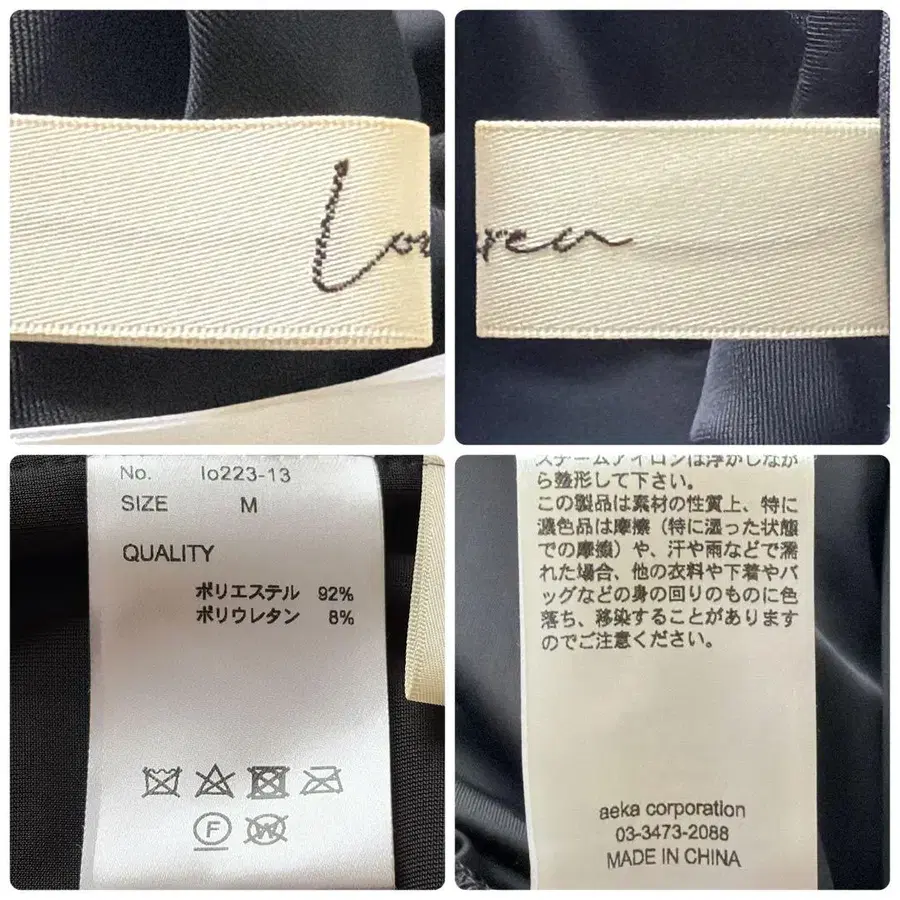 Lou
rea
No. lo223-13
SIZE M
QUALITY
ポリエステル 92%
ポリウレタン 8%
F W
スチームアイロンは浮かしなが
ら整形して下さい。
この製品は素材の性質上、特に
濃色品は摩擦（特に湿った状態
での摩擦）や、汗や雨などで濡
れた場合、他の衣料や下着やバ
ッグなどの身の回りのものに色
落ち、移染することがあります
のでご注意ください。
aeka corporation
03-3473-2088
MADE IN CHINA